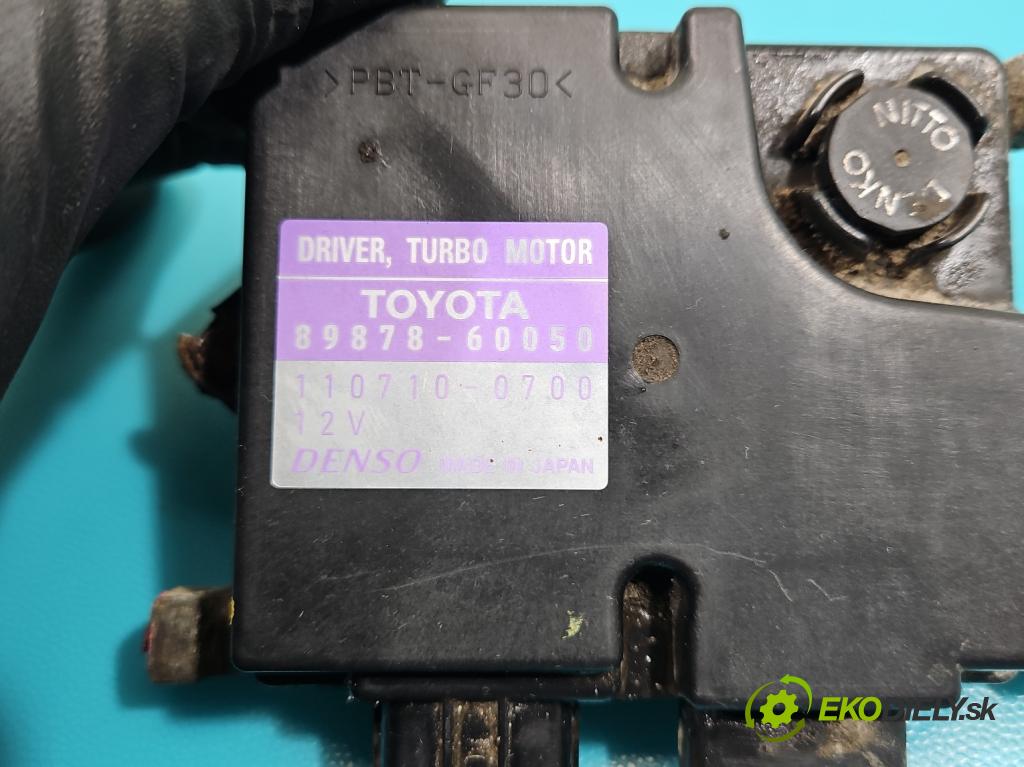 >PBT-GF30<
NITTO
DRIVER, TURBO MOTOR
TOYOTA
89878-60050
110710-0700
12V
DENSO MADE IN JAPAN
EKODIELY.sk